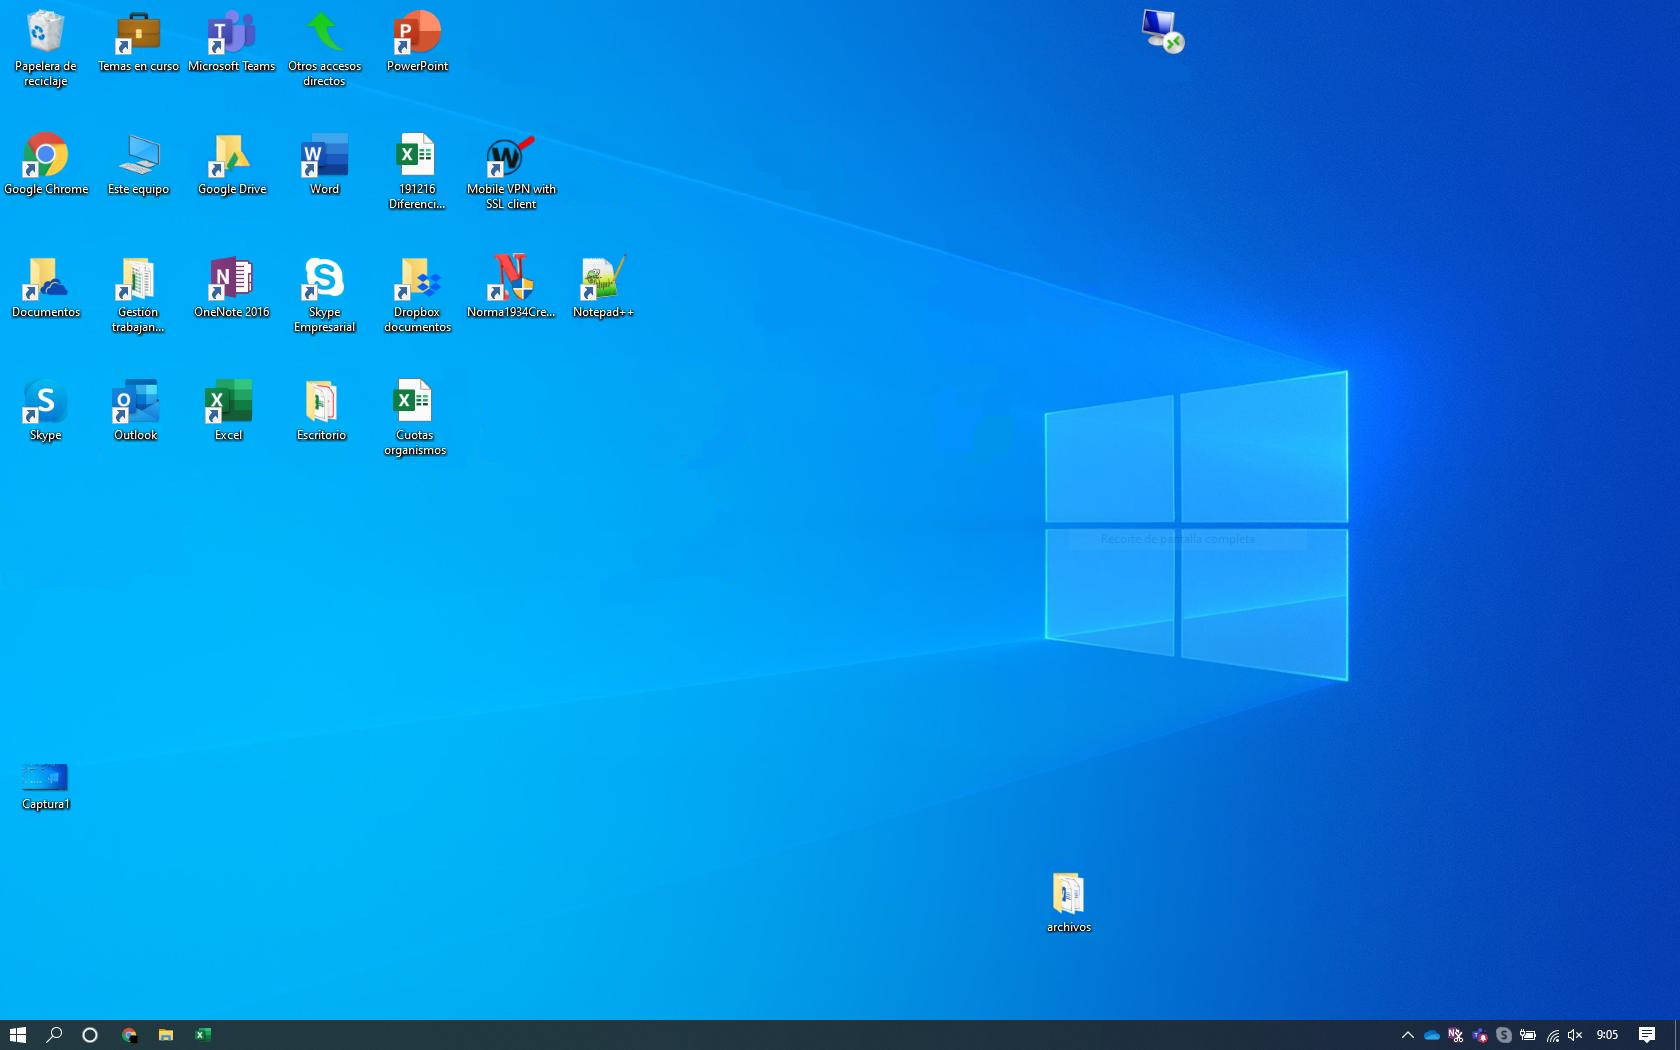 Papelera de
reciclaje
Temas en curso
Microsoft Teams
Otros accesos
directos
PowerPoint
Google Chrome
Este equipo
Google Drive
Word
191216
Diferenci...
Mobile VPN with
SSL client
Documentos
Gestión
trabajan...
OneNote 2016
Skype
Empresarial
Dropbox
documentos
Norma1934Cre...
Notepad++
Skype
Outlook
Excel
Escritorio
Cuotas
organismos
Recorte de pantalla completa
Captura1
archivos
9:05